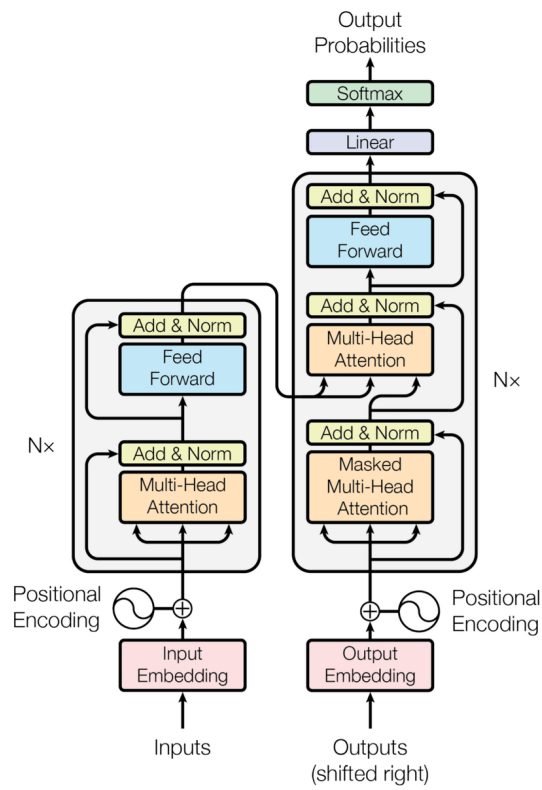 Output
Probabilities
Softmax
Linear
Add & Norm
Feed
Forward
Add & Norm
Multi-Head
Attention
Add & Norm
Masked
Multi-Head
Attention
N×
Add & Norm
Feed
Forward
Add & Norm
Multi-Head
Attention
N×
Positional
Encoding
Positional
Encoding
Input
Embedding
Output
Embedding
Inputs
Outputs
(shifted right)